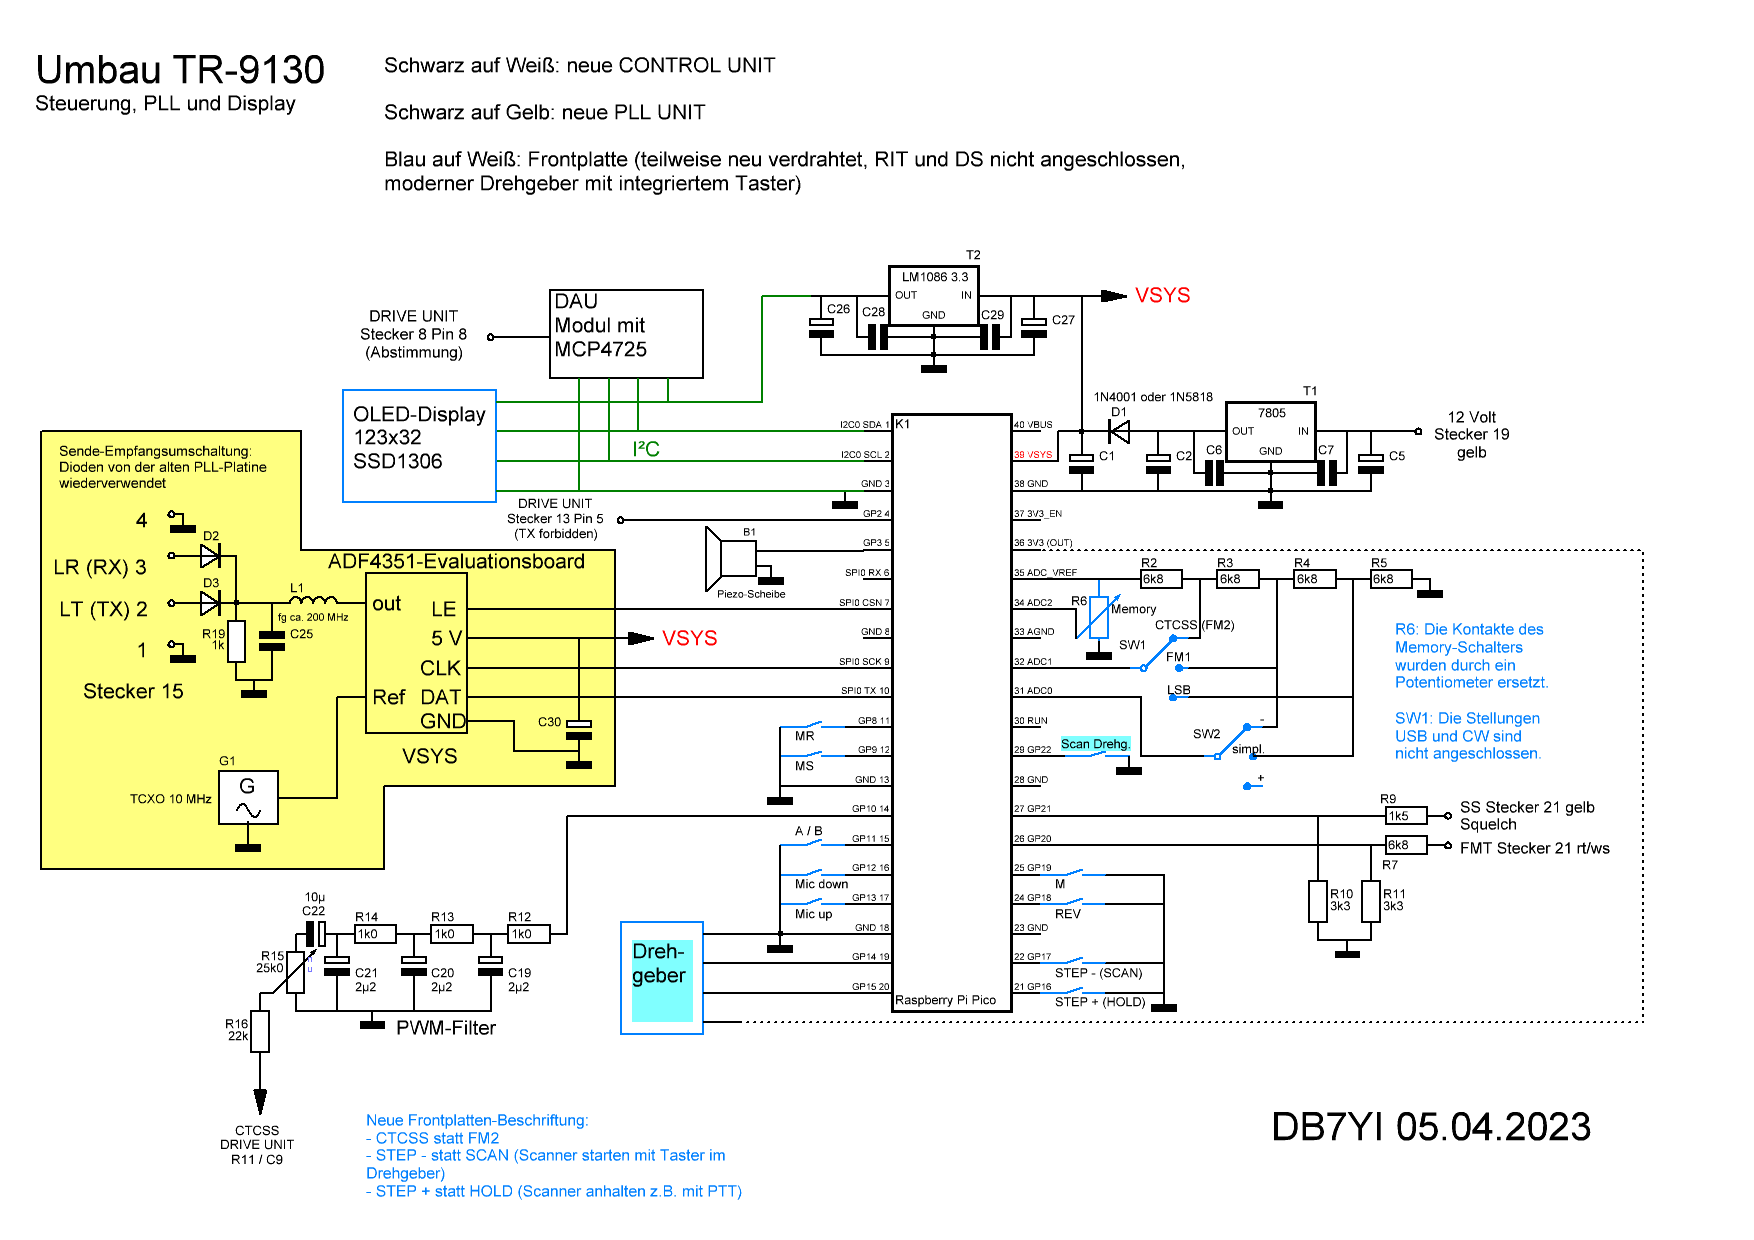 Umbau TR-9130
Steuerung, PLL und Display
Schwarz auf Weiß: neue CONTROL UNIT
Schwarz auf Gelb: neue PLL UNIT
Blau auf Weiß: Frontplatte (teilweise neu verdrahtet, RIT und DS nicht angeschlossen,
moderner Drehgeber mit integriertem Taster)
T2
LM1086 3.3
OUT
IN
GND
C26
C28
C29
C27
VSYS
DAU
Modul mit
MCP4725
DRIVE UNIT
Stecker 8 Pin 8
(Abstimmung)
OLED-Display
123x32
SSD1306
I²C
1N4001 oder 1N5818
D1
T1
7805
OUT
IN
GND
C1
C2
C6
C7
C5
12 Volt
Stecker 19
gelb
DRIVE UNIT
Stecker 13 Pin 5
(TX forbidden)
B1
Piezo-Scheibe
K1
Raspberry Pi Pico
I2C0 SDA 1
I2C0 SCL 2
GND 3
GP2 4
GP3 5
SPI0 RX 6
SPI0 CSN 7
GND 8
SPI0 SCK 9
SPI0 TX 10
GP8 11
GP9 12
GND 13
GP10 14
GP11 15
GP12 16
GP13 17
GND 18
GP14 19
GP15 20
40 VBUS
39 VSYS
38 GND
37 3V3_EN
36 3V3 (OUT)
35 ADC_VREF
34 ADC2
33 AGND
32 ADC1
31 ADC0
30 RUN
29 GP22
28 GND
27 GP21
26 GP20
25 GP19
24 GP18
23 GND
22 GP17
21 GP16
Sende-Empfangsumschaltung:
Dioden von der alten PLL-Platine
wiederverwendet
4
D2
LR (RX) 3
D3
LT (TX) 2
1
Stecker 15
L1
fg ca. 200 MHz
R19
1k
C25
ADF4351-Evaluationsboard
out
LE
5 V
CLK
Ref
DAT
GND
VSYS
VSYS
C30
G1
G
TCXO 10 MHz
MR
MS
A / B
Mic down
Mic up
R2
6k8
R3
6k8
R4
6k8
R5
6k8
R6
Memory
CTCSS (FM2)
SW1
FM1
LSB
SW2
-
simpl.
+
Scan Drehg.
R6: Die Kontakte des
Memory-Schalters
wurden durch ein
Potentiometer ersetzt.
SW1: Die Stellungen
USB und CW sind
nicht angeschlossen.
R9
1k5
SS Stecker 21 gelb
Squelch
6k8
R7
FMT Stecker 21 rt/ws
R10
3k3
R11
3k3
M
REV
STEP - (SCAN)
STEP + (HOLD)
Dreh-
geber
10µ
C22
R14
1k0
R13
1k0
R12
1k0
R15
25k0
C21
2µ2
C20
2µ2
C19
2µ2
R16
22k
PWM-Filter
CTCSS
DRIVE UNIT
R11 / C9
Neue Frontplatten-Beschriftung:
- CTCSS statt FM2
- STEP - statt SCAN (Scanner starten mit Taster im
Drehgeber)
- STEP + statt HOLD (Scanner anhalten z.B. mit PTT)
DB7YI 05.04.2023